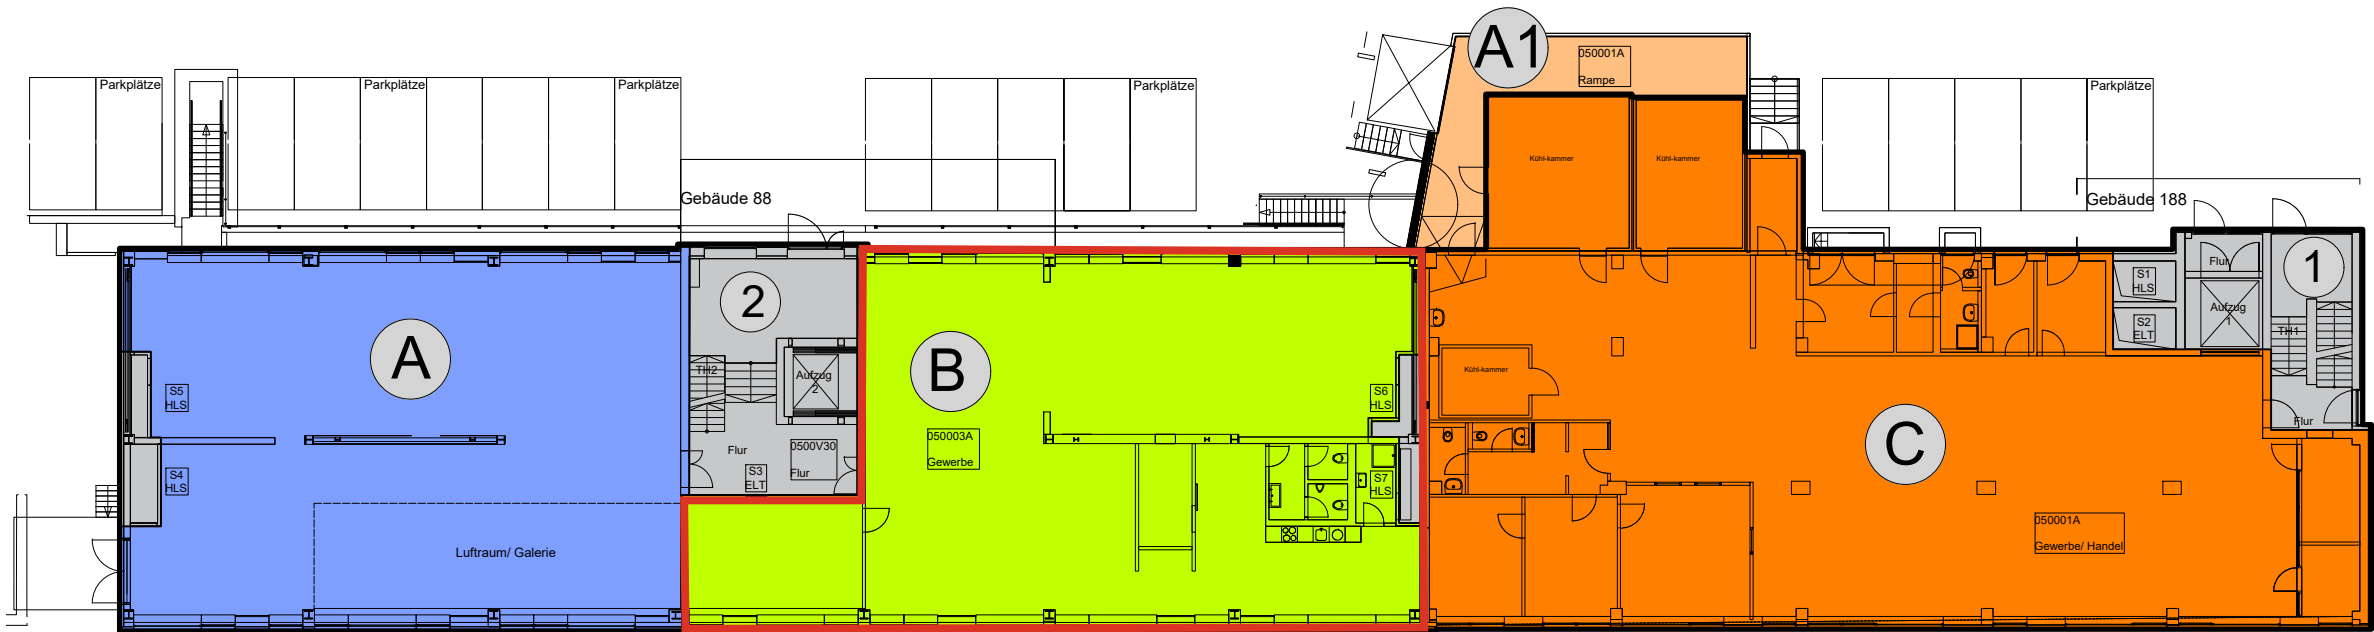 A1
050001A
Rampe
Parkplätze
Parkplätze
Parkplätze
Parkplätze
Parkplätze
Kühl-kammer
Kühl-kammer
Gebäude 88
Gebäude 188
Flur
1
S1
HLS
2
Aufzug
1
S2
ELT
TH1
A
B
TH2
Aufzug
2
Kühl-kammer
S5
HLS
S6
HLS
Flur
C
050003A
Gewerbe
Flur
0500V30
Flur
S3
ELT
S4
HLS
S7
HLS
050001A
Gewerbe/ Handel
Luftraum/ Galerie